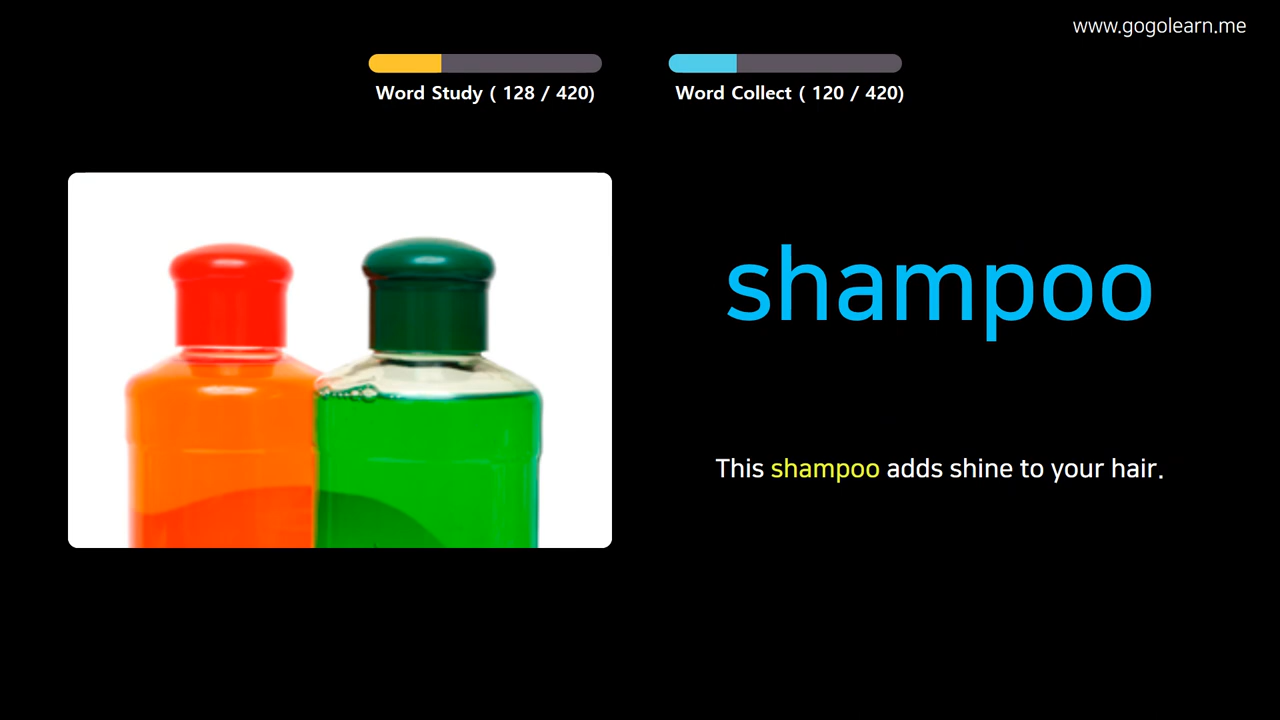 www.gogolearn.me
Word Study ( 128 / 420)
Word Collect ( 120 / 420)
shampoo
This shampoo adds shine to your hair.